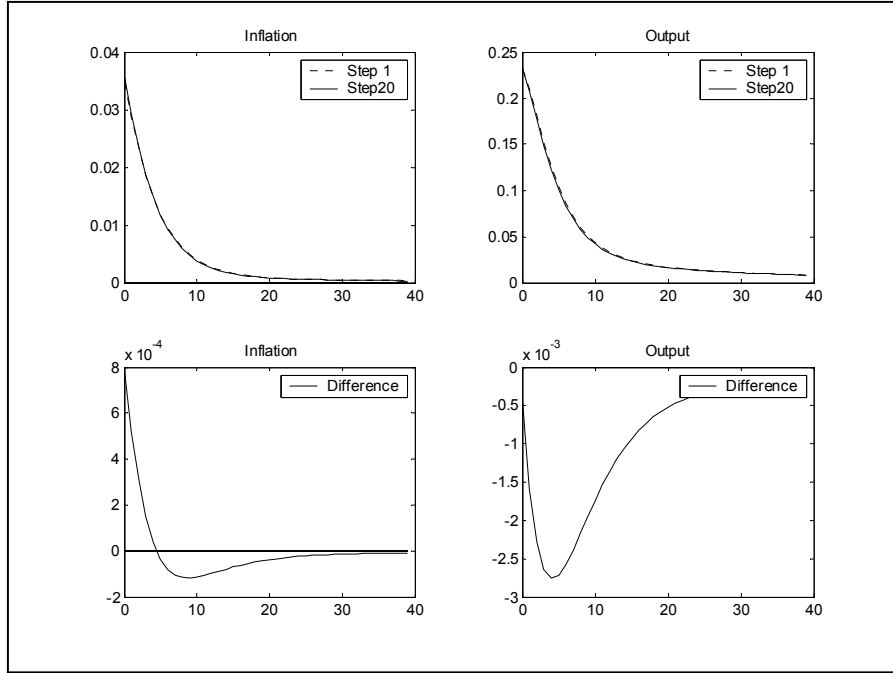 Inflation
0.04
0.03
0.02
0.01
0
0 10 20 30 40
Step 1
Step20
Output
0.25
0.2
0.15
0.1
0.05
0
0 10 20 30 40
Step 1
Step20
Inflation
x 10^-4
8
6
4
2
0
-2
0 10 20 30 40
Difference
Output
x 10^-3
0
-0.5
-1
-1.5
-2
-2.5
-3
0 10 20 30 40
Difference